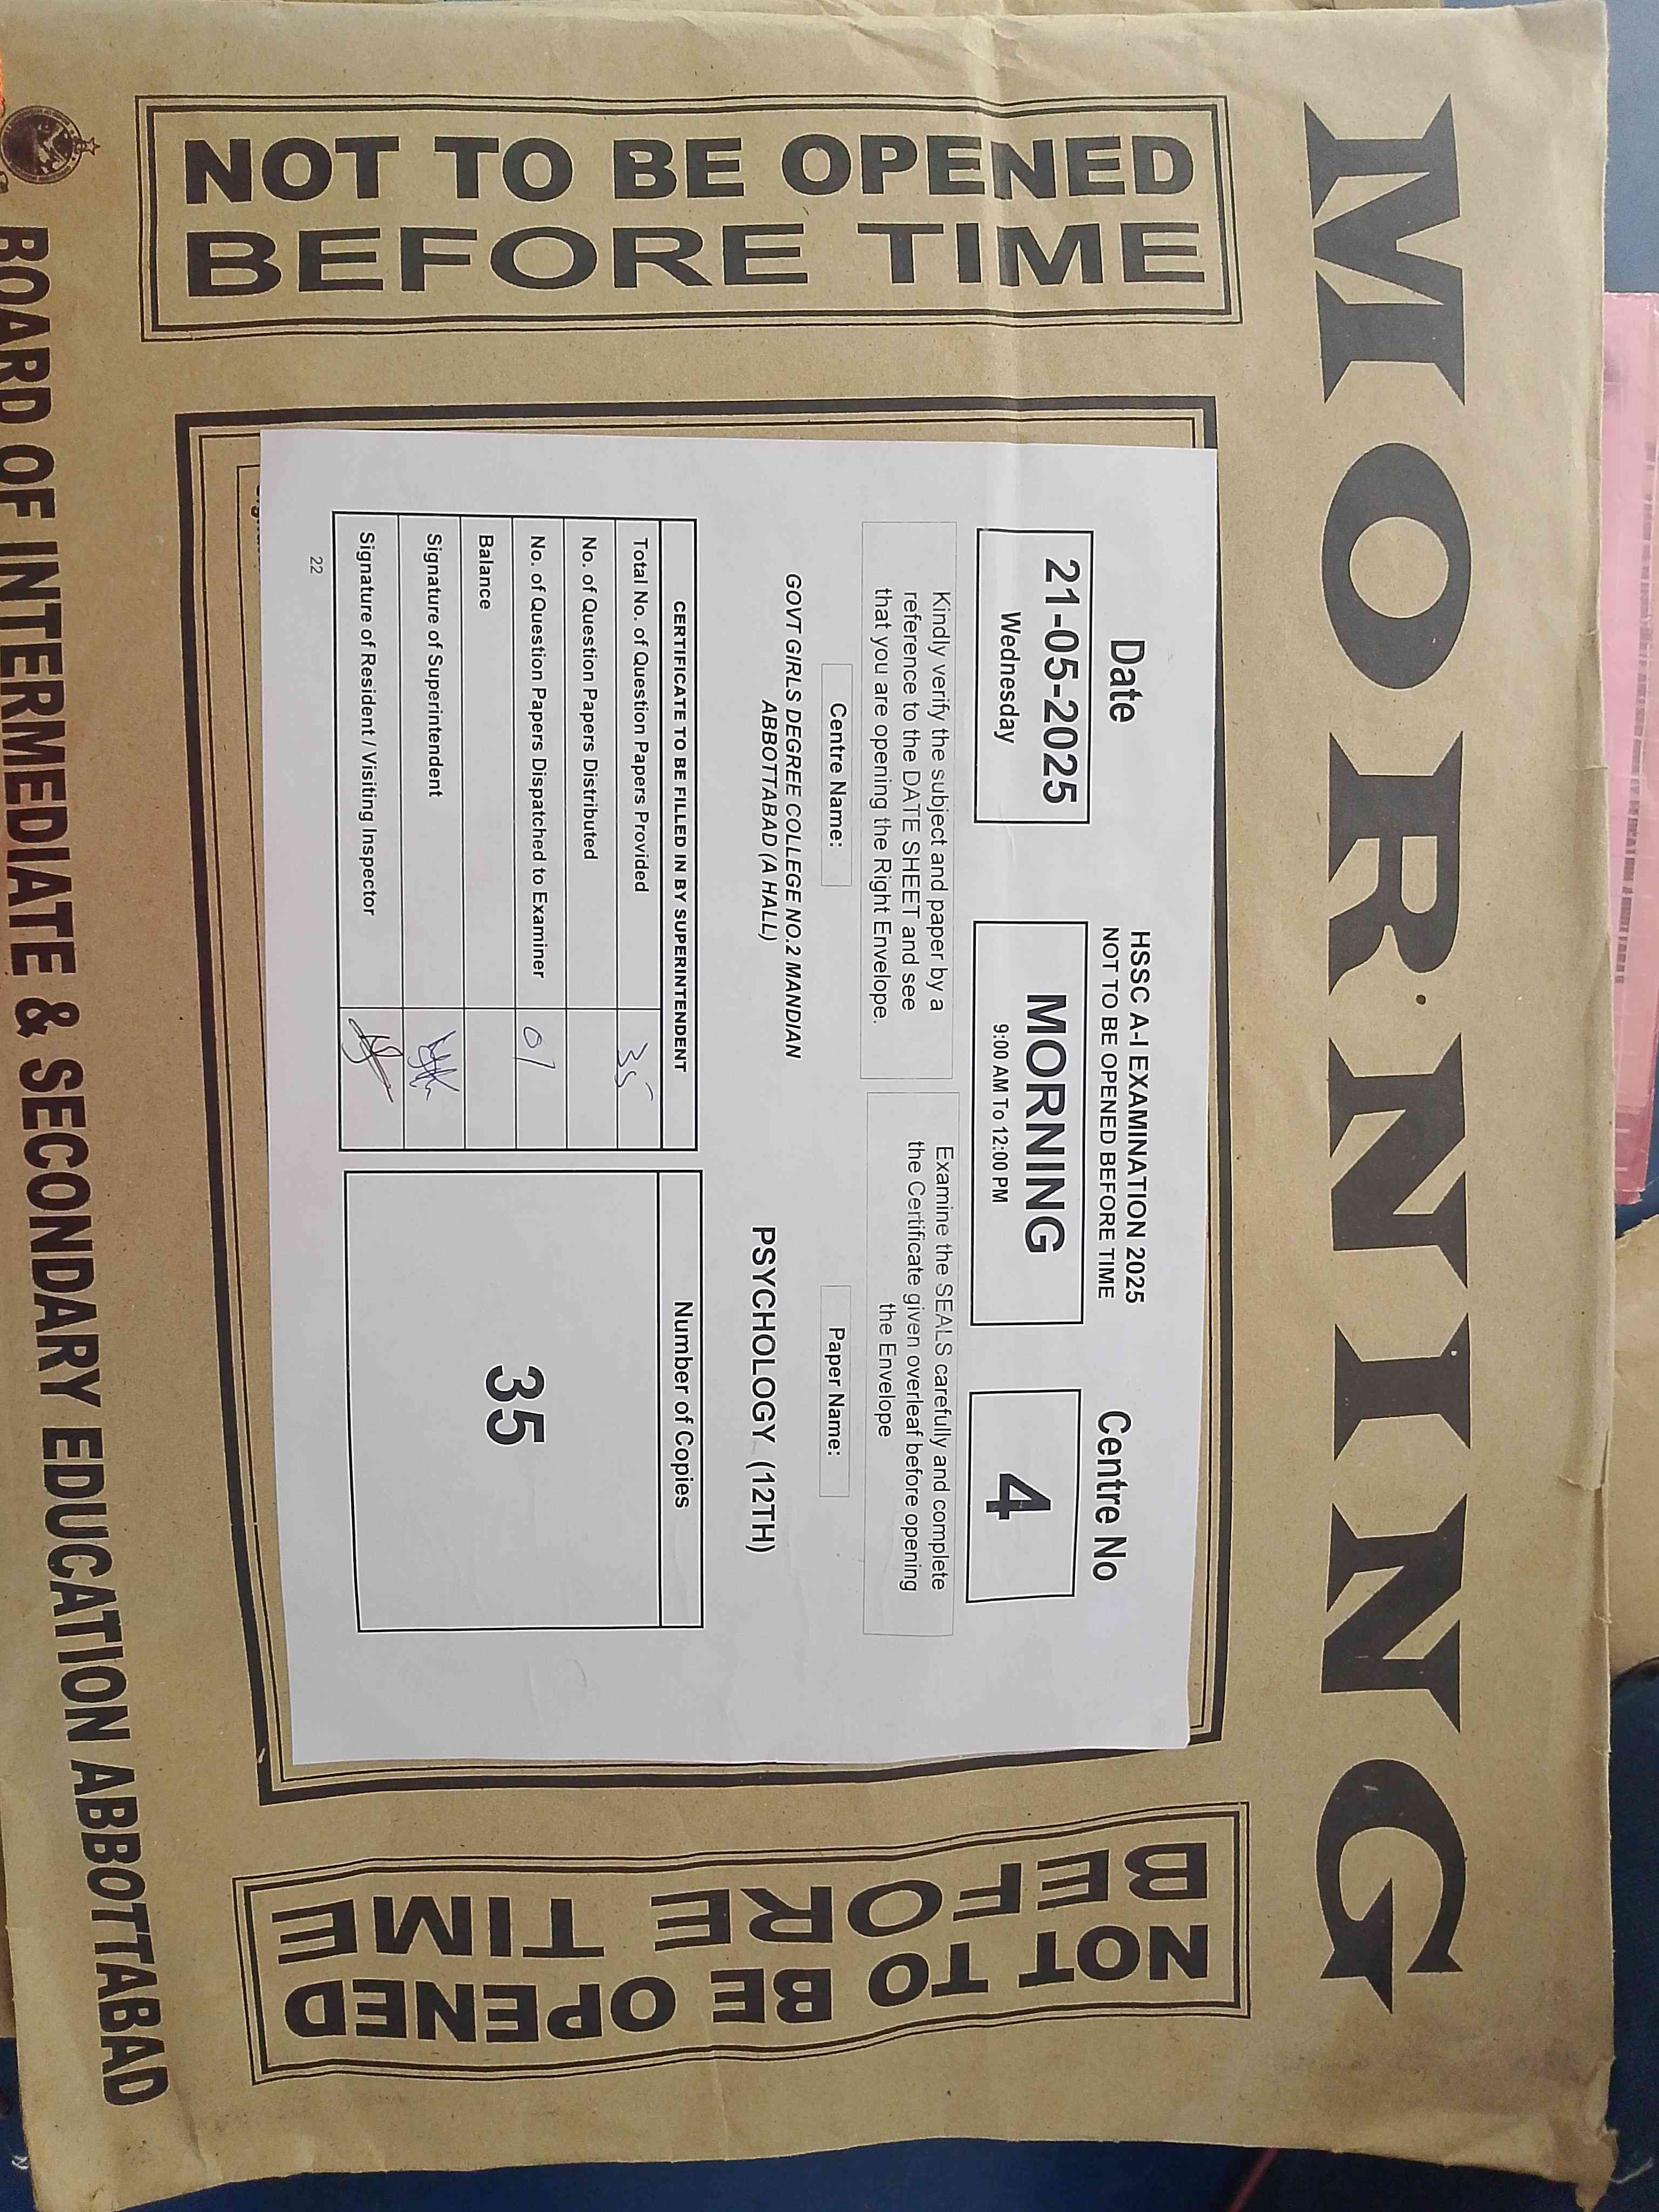 MORNING
NOT TO BE OPENED
BEFORE TIME
HSSC A-I EXAMINATION 2025
NOT TO BE OPENED BEFORE TIME
Date
21-05-2025
Wednesday
MORNING
9:00 AM To 12:00 PM
Centre No
4
Kindly verify the subject and paper by a
reference to the DATE SHEET and see
that you are opening the Right Envelope.
Examine the SEALS carefully and complete
the Certificate given overleaf before opening
the Envelope
Centre Name:
GOVT GIRLS DEGREE COLLEGE NO.2 MANDIAN
ABBOTTABAD (A HALL)
Paper Name:
PSYCHOLOGY (12TH)
CERTIFICATE TO BE FILLED IN BY SUPERINTENDENT
Total No. of Question Papers Provided 35
No. of Question Papers Distributed
No. of Question Papers Dispatched to Examiner 01
Balance
Signature of Superintendent
Signature of Resident / Visiting Inspector
Number of Copies
35
22
NOT TO BE OPENED
BEFORE TIME
BOARD OF INTERMEDIATE & SECONDARY EDUCATION ABBOTTABAD